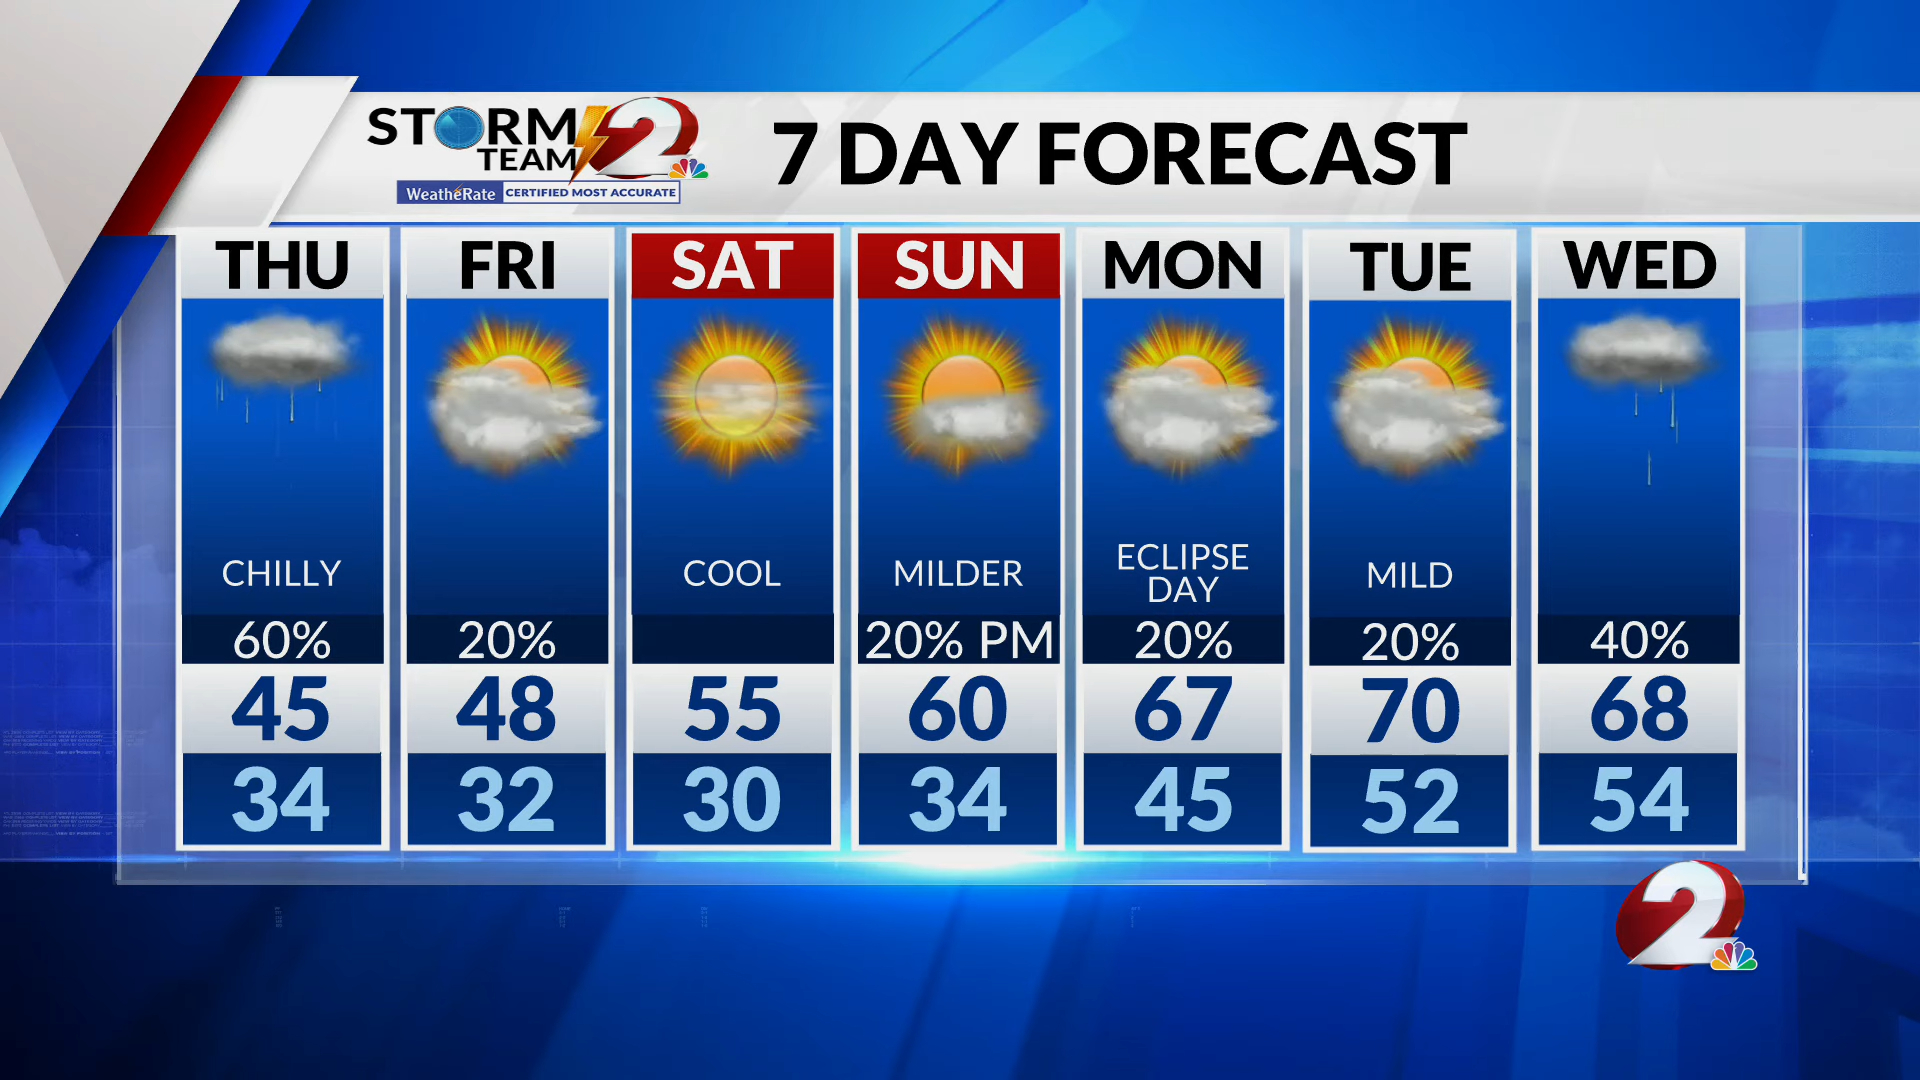 STORM
TEAM 2
WeatheRate CERTIFIED MOST ACCURATE
7 DAY FORECAST
THU FRI SAT SUN MON TUE WED
CHILLY COOL MILDER ECLIPSE DAY MILD
60% 20% 20% PM 20% 20% 40%
45 48 55 60 67 70 68
34 32 30 34 45 52 54
2